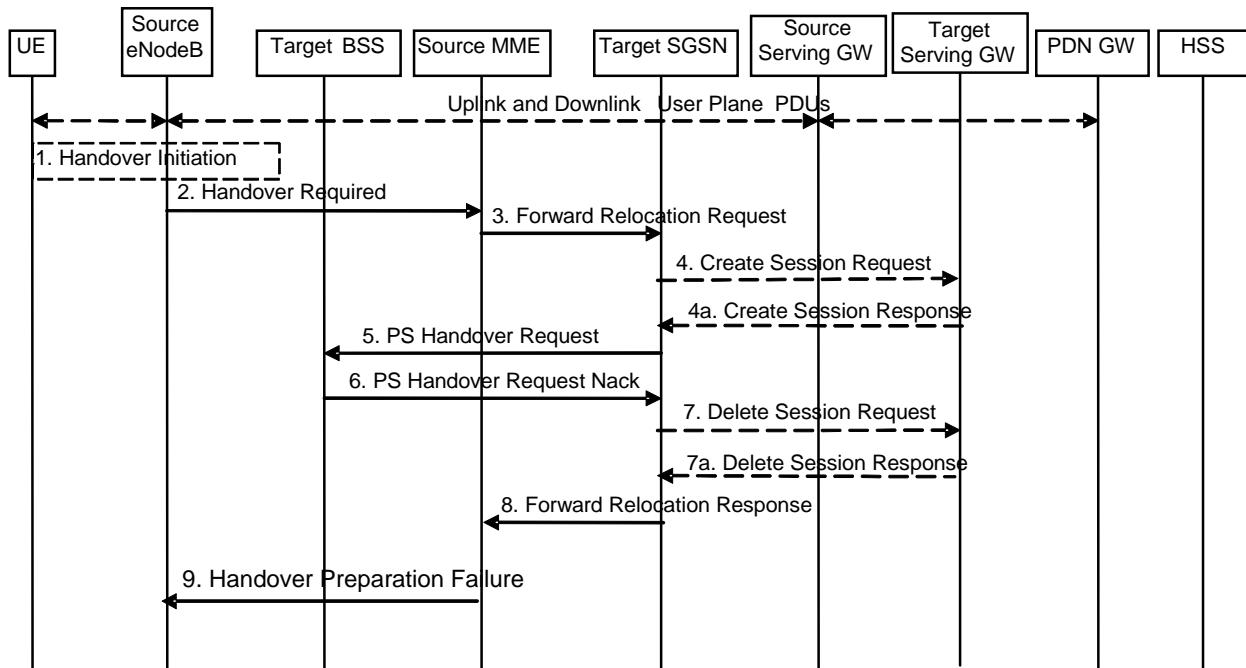 UE
Source
eNodeB
Target BSS
Source MME
Target SGSN
Source
Serving GW
Target
Serving GW
PDN GW
HSS
Uplink and Downlink User Plane PDUs
1. Handover Initiation
2. Handover Required
3. Forward Relocation Request
4. Create Session Request
4a. Create Session Response
5. PS Handover Request
6. PS Handover Request Nack
7. Delete Session Request
7a. Delete Session Response
8. Forward Relocation Response
9. Handover Preparation Failure